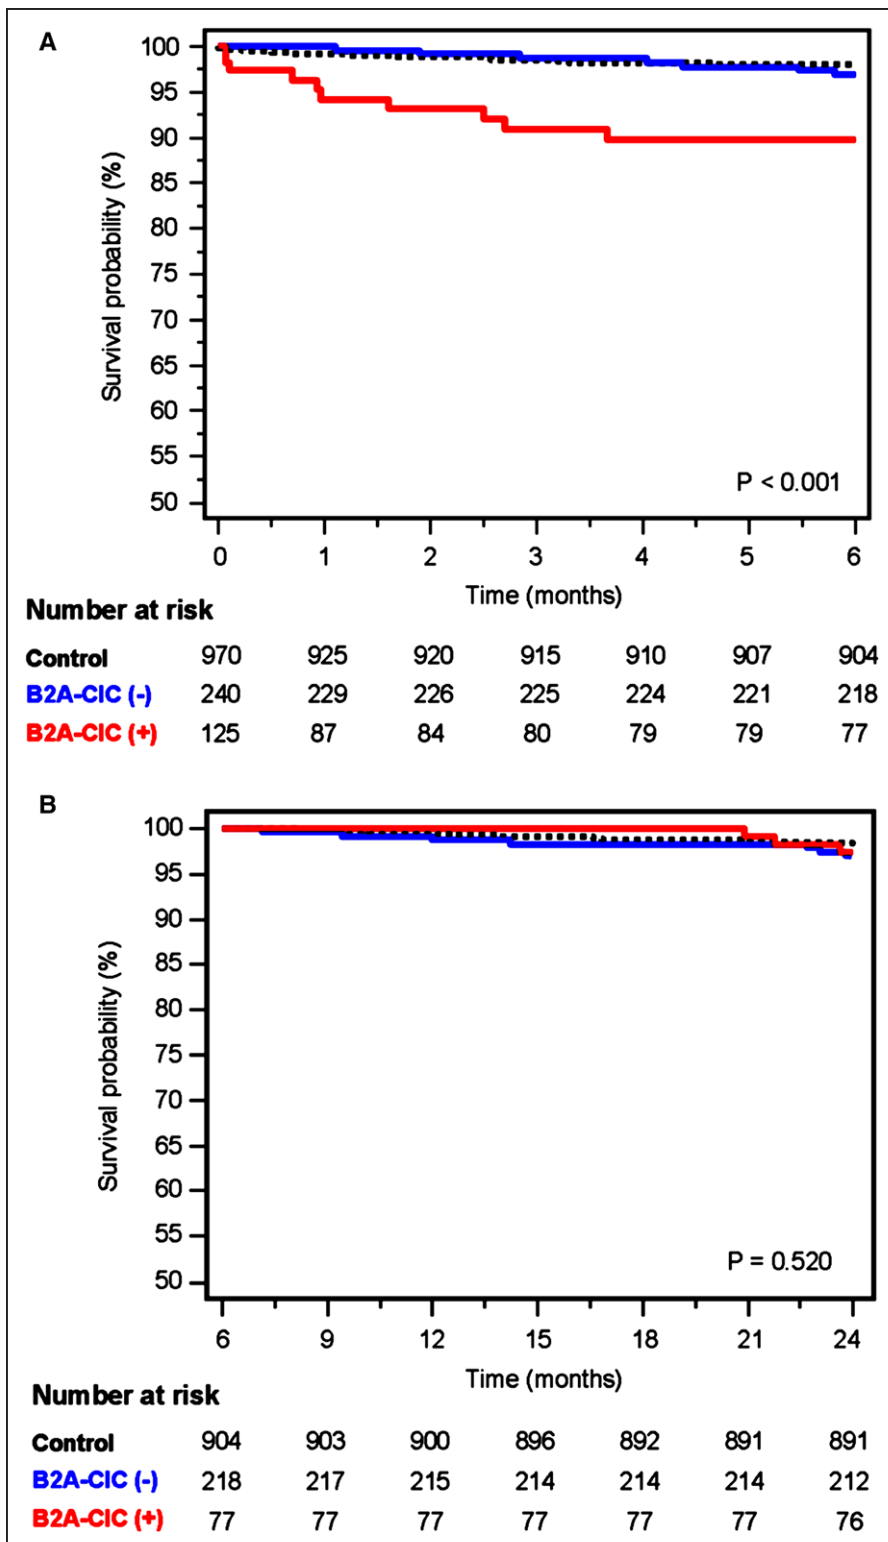 A
Survival probability (%)
100
95
90
85
80
75
70
65
60
55
50
P < 0.001
0 1 2 3 4 5 6
Time (months)
Number at risk
Control 970 925 920 915 910 907 904
B2A-CIC (-) 240 229 226 225 224 221 218
B2A-CIC (+) 125 87 84 80 79 79 77
B
Survival probability (%)
100
95
90
85
80
75
70
65
60
55
50
P = 0.520
6 9 12 15 18 21 24
Time (months)
Number at risk
Control 904 903 900 896 892 891 891
B2A-CIC (-) 218 217 215 214 214 214 212
B2A-CIC (+) 77 77 77 77 77 77 76